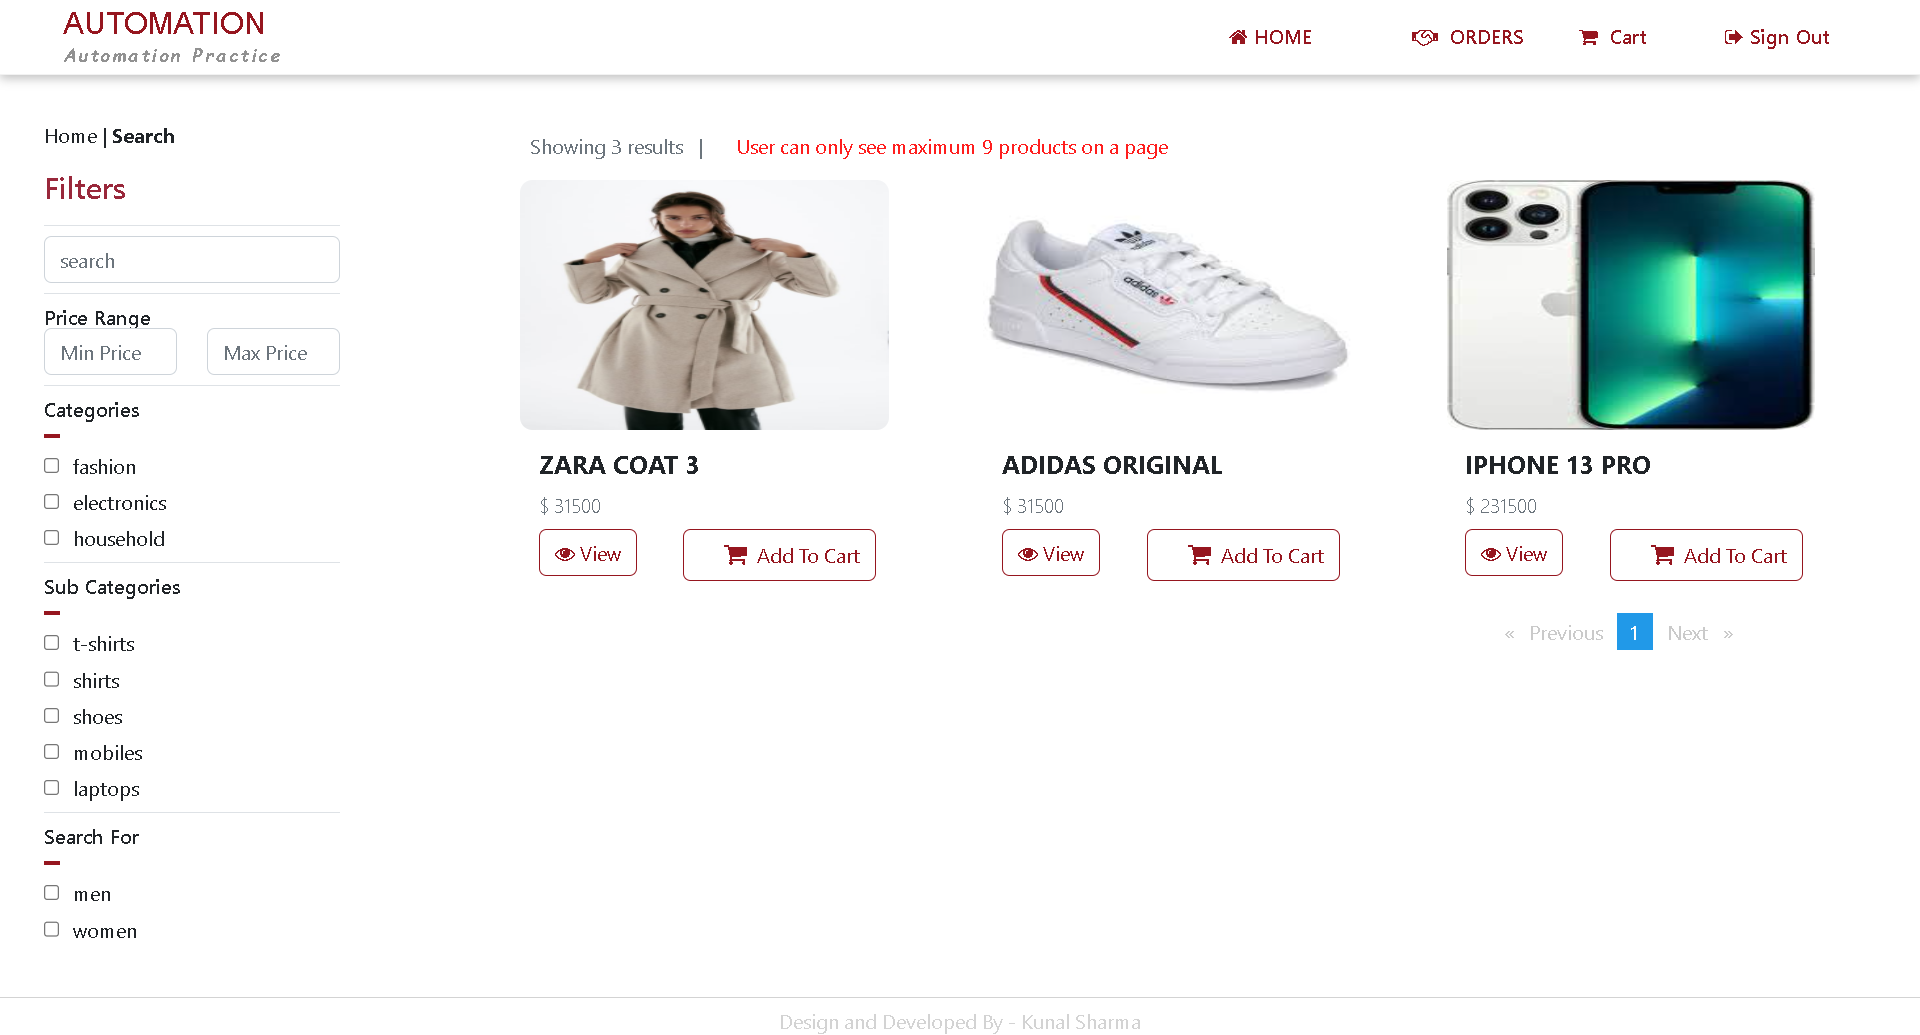 AUTOMATION
Automation Practice
HOME
ORDERS
Cart
Sign Out
Home | Search
Filters
search
Price Range
Min Price
Max Price
Categories
fashion
electronics
household
Sub Categories
t-shirts
shirts
shoes
mobiles
laptops
Search For
men
women
Showing 3 results |
User can only see maximum 9 products on a page
adidas
adidas
ZARA COAT 3
$ 31500
View
Add To Cart
ADIDAS ORIGINAL
$ 31500
View
Add To Cart
IPHONE 13 PRO
$ 231500
View
Add To Cart
« Previous 1 Next »
Design and Developed By - Kunal Sharma